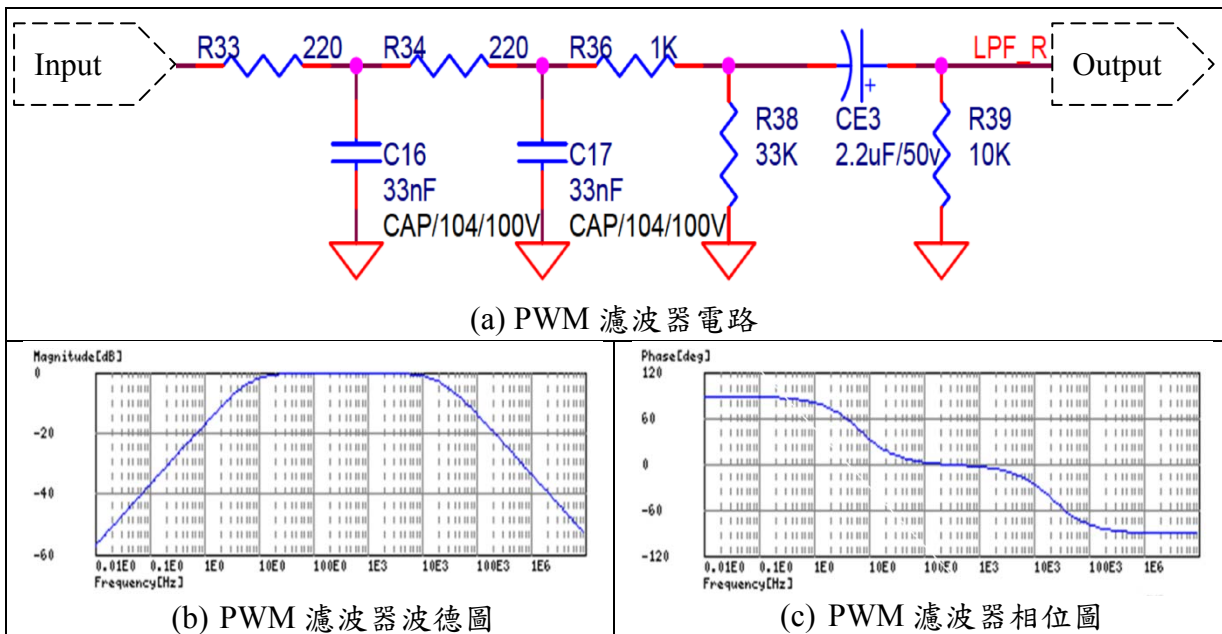 Input
R33 220 R34 220 R36 1K LPF_R
Output
C16
33nF
CAP/104/100V
C17
33nF
CAP/104/100V
R38
33K
CE3
2.2uF/50v
+
R39
10K
(a) PWM 濾波器電路
Magnitude[dB]
0
-20
-40
-60
0.01E0 0.1E0 1E0 10E0 100E0 1E3 10E3 100E3 1E6
Frequency[Hz]
(b) PWM 濾波器波德圖
Phase[deg]
120
60
0
-60
-120
0.01E0 0.1E0 1E0 10E0 100E0 1E3 10E3 100E3 1E6
Frequency[Hz]
(c) PWM 濾波器相位圖